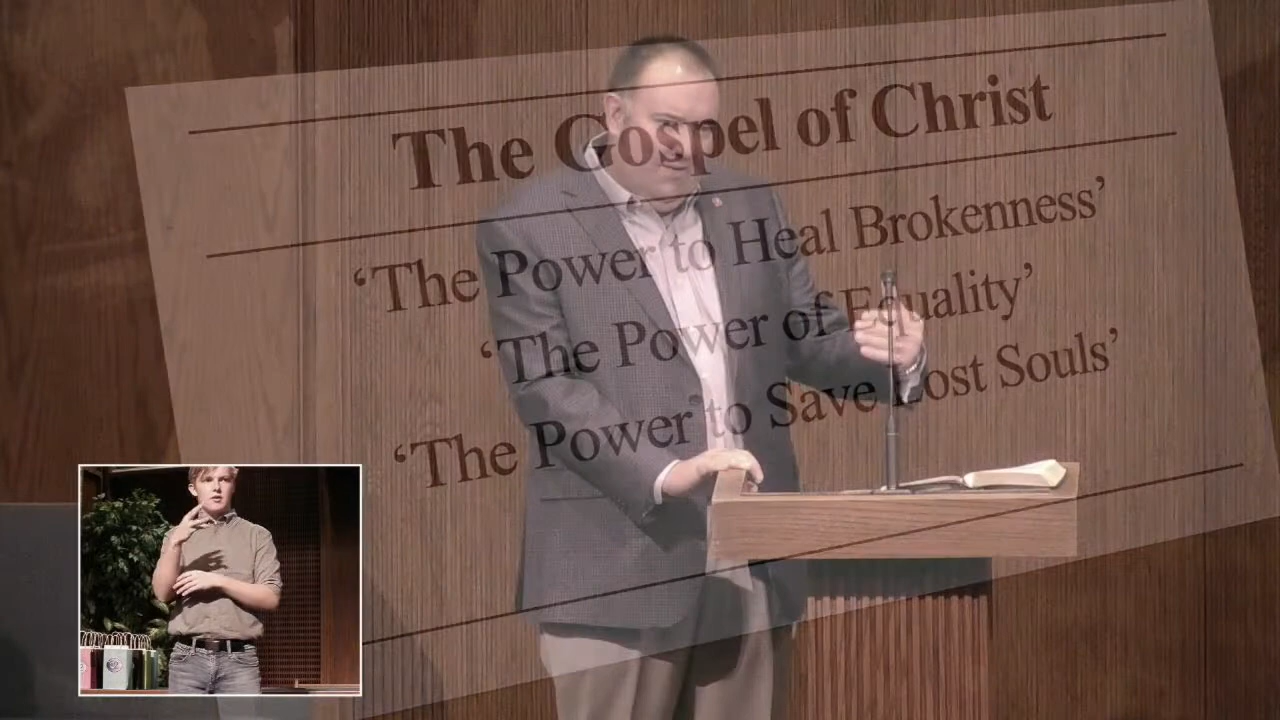 The Gospel of Christ
‘The Power to Heal Brokenness’
‘The Power of Equality’
‘The Power to Save Lost Souls’